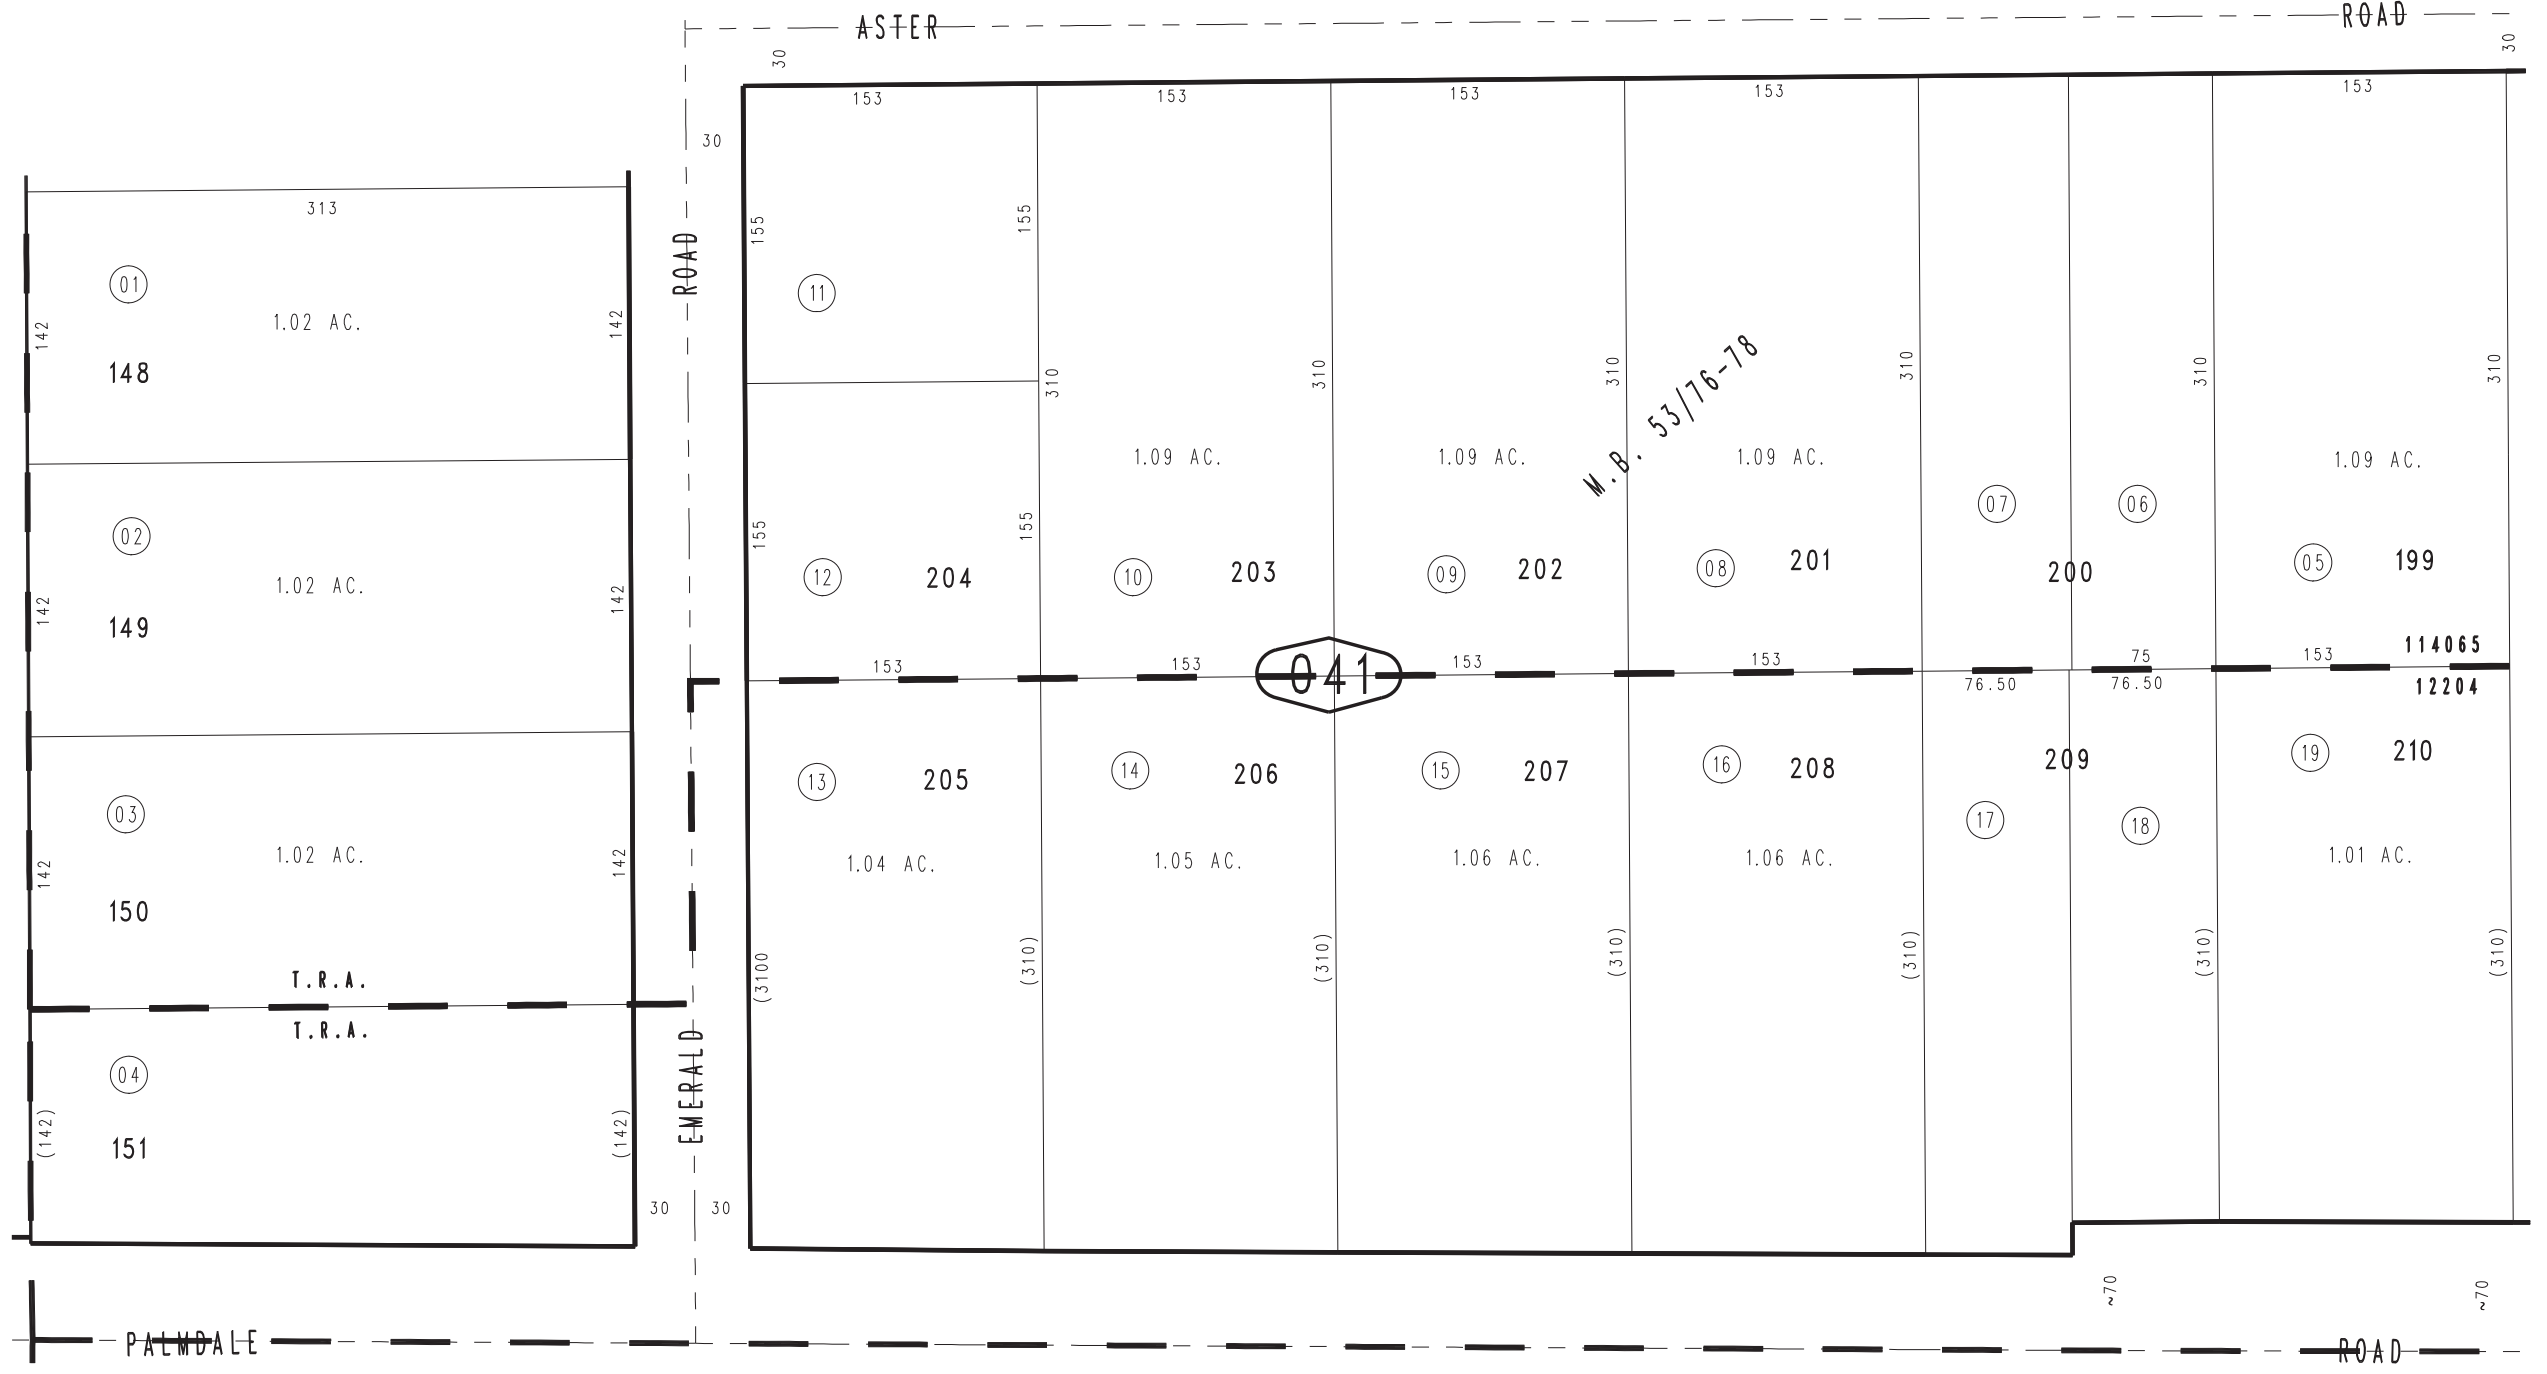 ASTER ROAD
30 30
153 153 153 153 153
30
313
ROAD
155 155
01
11
1.02 AC.
142 142
148
310 310 310 310 310 310
M.B. 53/76-78
1.09 AC. 1.09 AC. 1.09 AC. 1.09 AC.
07 06
02
155 155
1.02 AC.
12 204 10 203 09 202 08 201 200 05 199
142 142
149
114065
153 153 153 153 75 153
041
76.50 76.50 12204
13 205 14 206 15 207 16 208 209 19 210
03
17 18
1.02 AC.
142 142
1.04 AC. 1.05 AC. 1.06 AC. 1.06 AC. 1.01 AC.
150
(3100 (310) (310) (310) (310) (310) (310)
T.R.A.
T.R.A.
04
EMERALD
(142) (142)
151
30 30
~70 ~70
PALMDALE ROAD